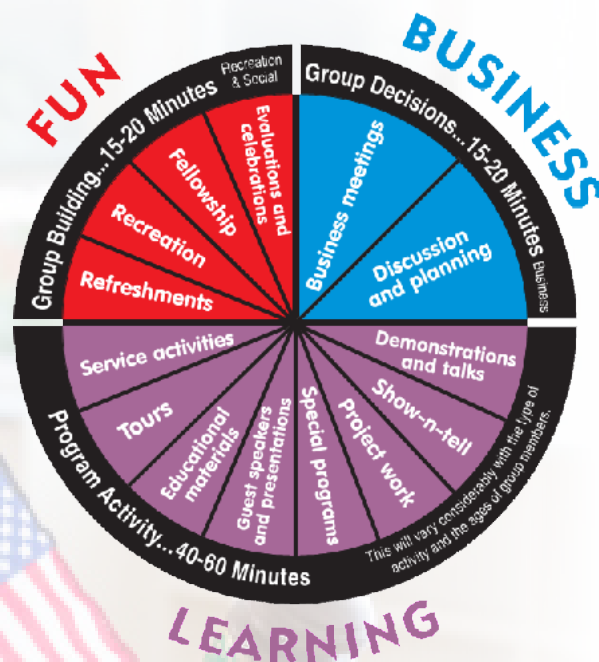 FUN
Group Building...15-20 Minutes
Recreation
& Social
Refreshments
Recreation
Fellowship
Evaluations and
celebrations
BUSINESS
Group Decisions...15-20 Minutes
Business
Business meetings
Discussion
and planning
Demonstrations
and talks
Show-n-tell
Project work
Special programs
Guest speakers
and presentations
Educational
materials
Tours
Service activities
Program Activity...40-60 Minutes
This will vary considerably with the type of
activity and the ages of group members.
LEARNING